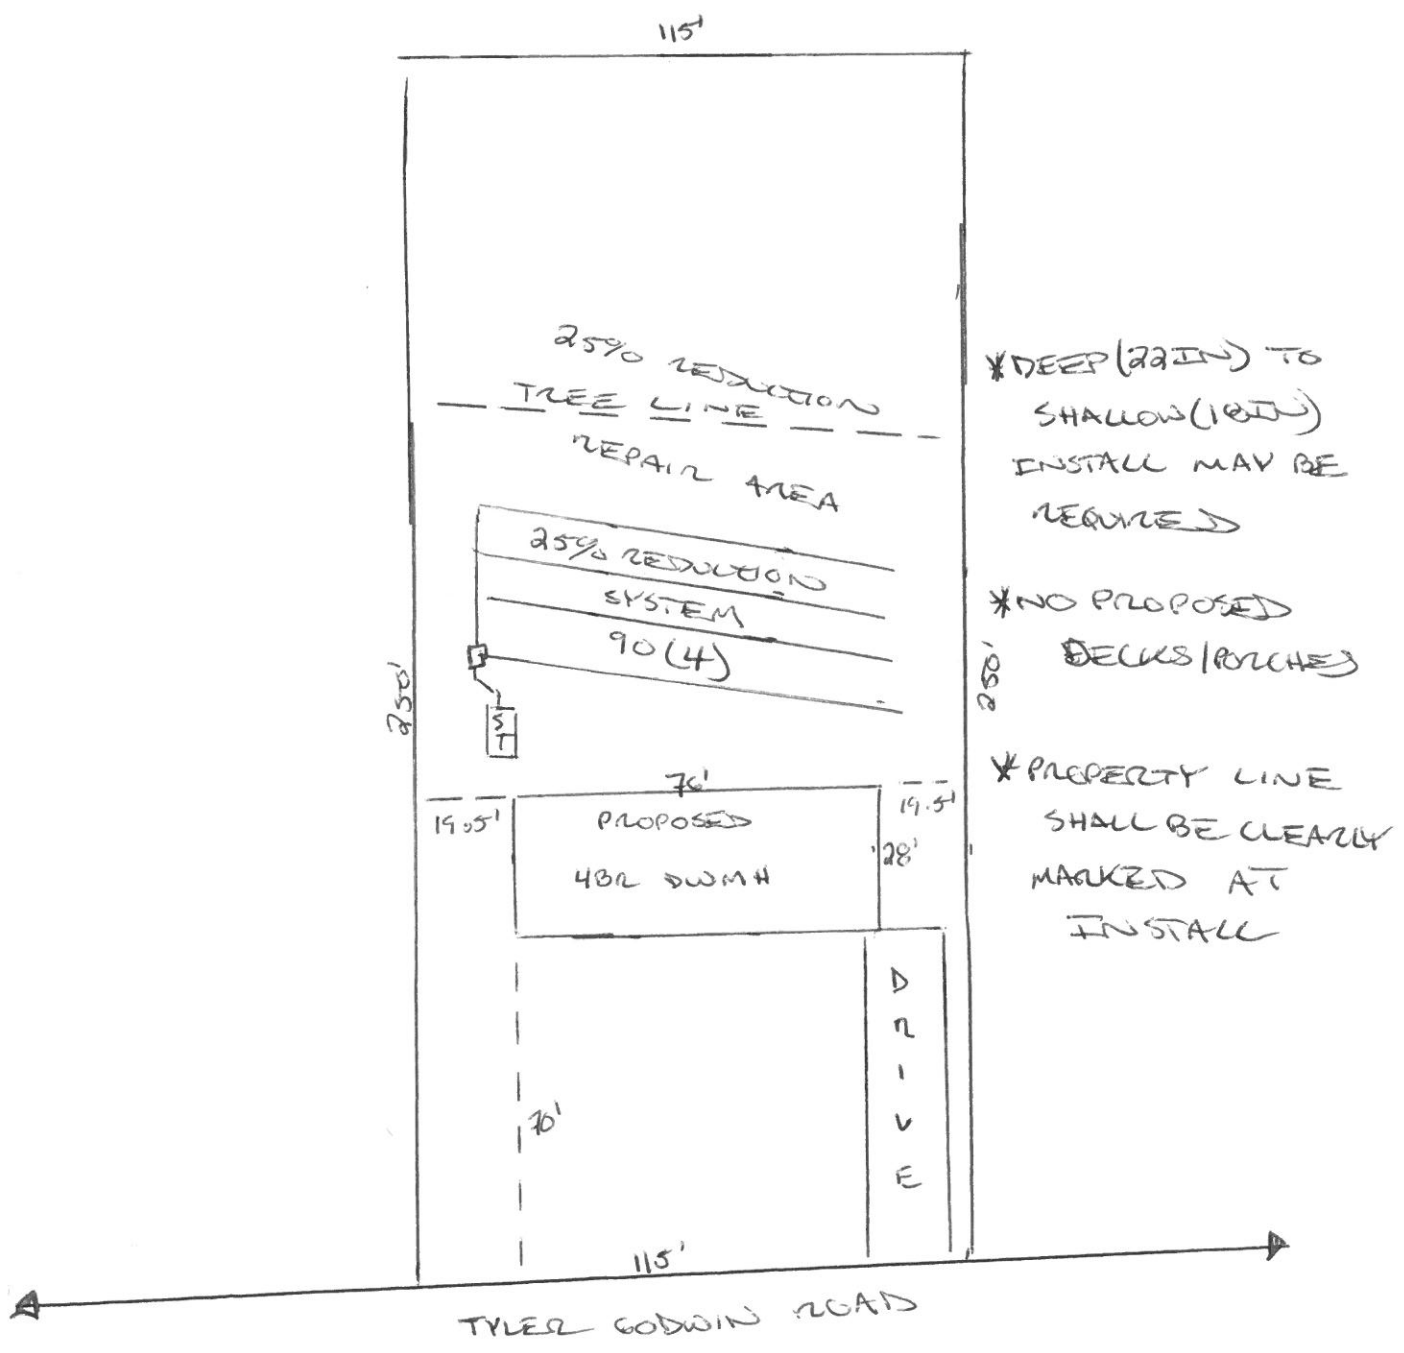 115'
25% REDUCTION
TREE LINE
REPAIR AREA
25% REDUCTION
SYSTEM
90(4)
250'
250'
ST
76'
19.5'
19.5'
PROPOSED
28'
4BR DWMH
DRIVE
70'
115'
TYLER GODWIN ROAD
*DEEP(22IN) TO
SHALLOW(18IN)
INSTALL MAY BE
REQUIRED
*NO PROPOSED
DECKS/PORCHES
*PROPERTY LINE
SHALL BE CLEARLY
MARKED AT
INSTALL